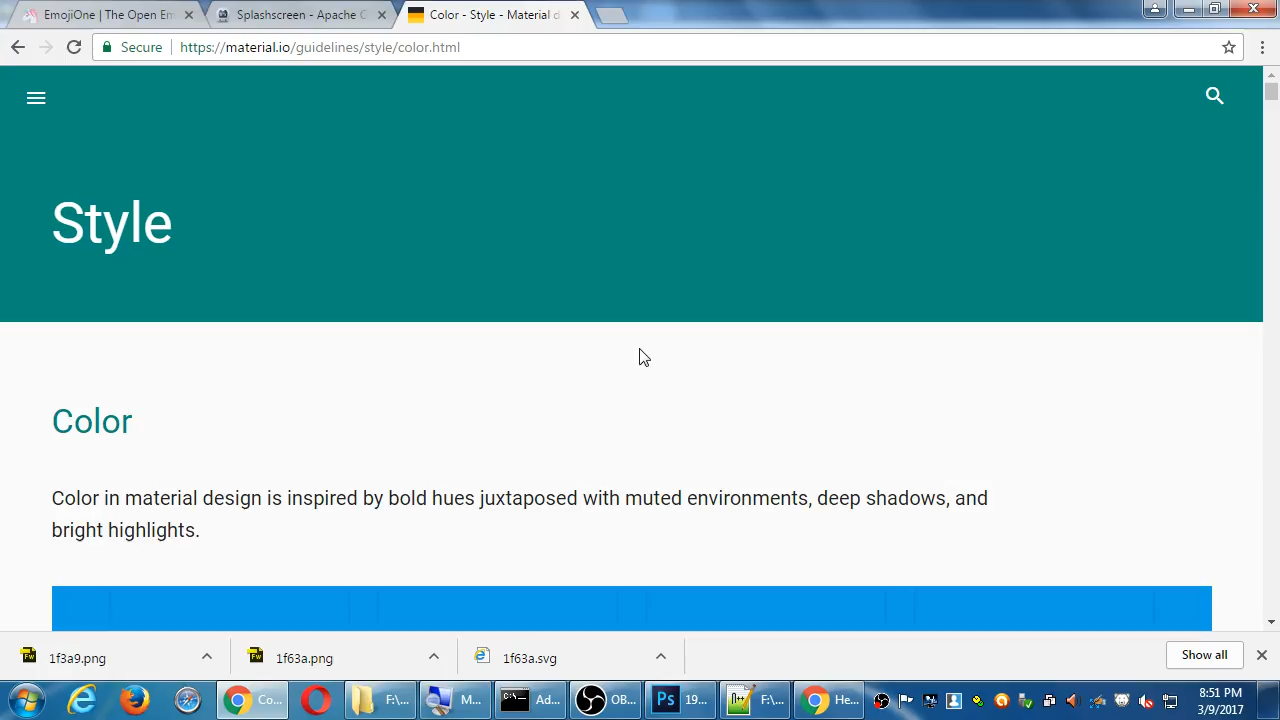 EmojiOne | The Open Em
Splashscreen - Apache C
Color - Style - Material d
Secure
https://material.io/guidelines/style/color.html
Style
Color
Color in material design is inspired by bold hues juxtaposed with muted environments, deep shadows, and
bright highlights.
1f3a9.png
1f63a.png
1f63a.svg
Show all
Co...
F:\...
M...
Ad...
OB...
19...
F:\...
He...
8:51 PM
3/9/2017